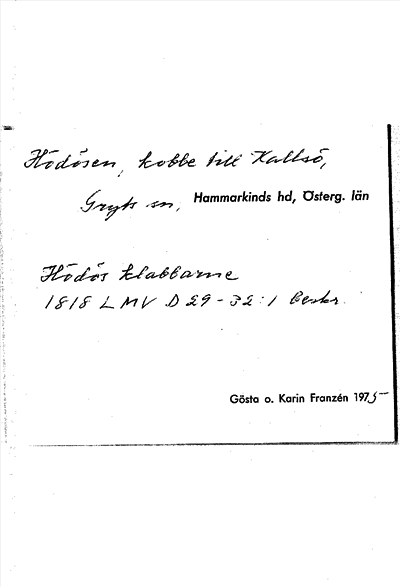 Hödösen, kobbe till Kallsö,
Gryts sn, Hammarkinds hd, Österg. län
Hödös klabbarne
1818 LMV D 29-32:1 Beskr.
Gösta o. Karin Franzén 1975